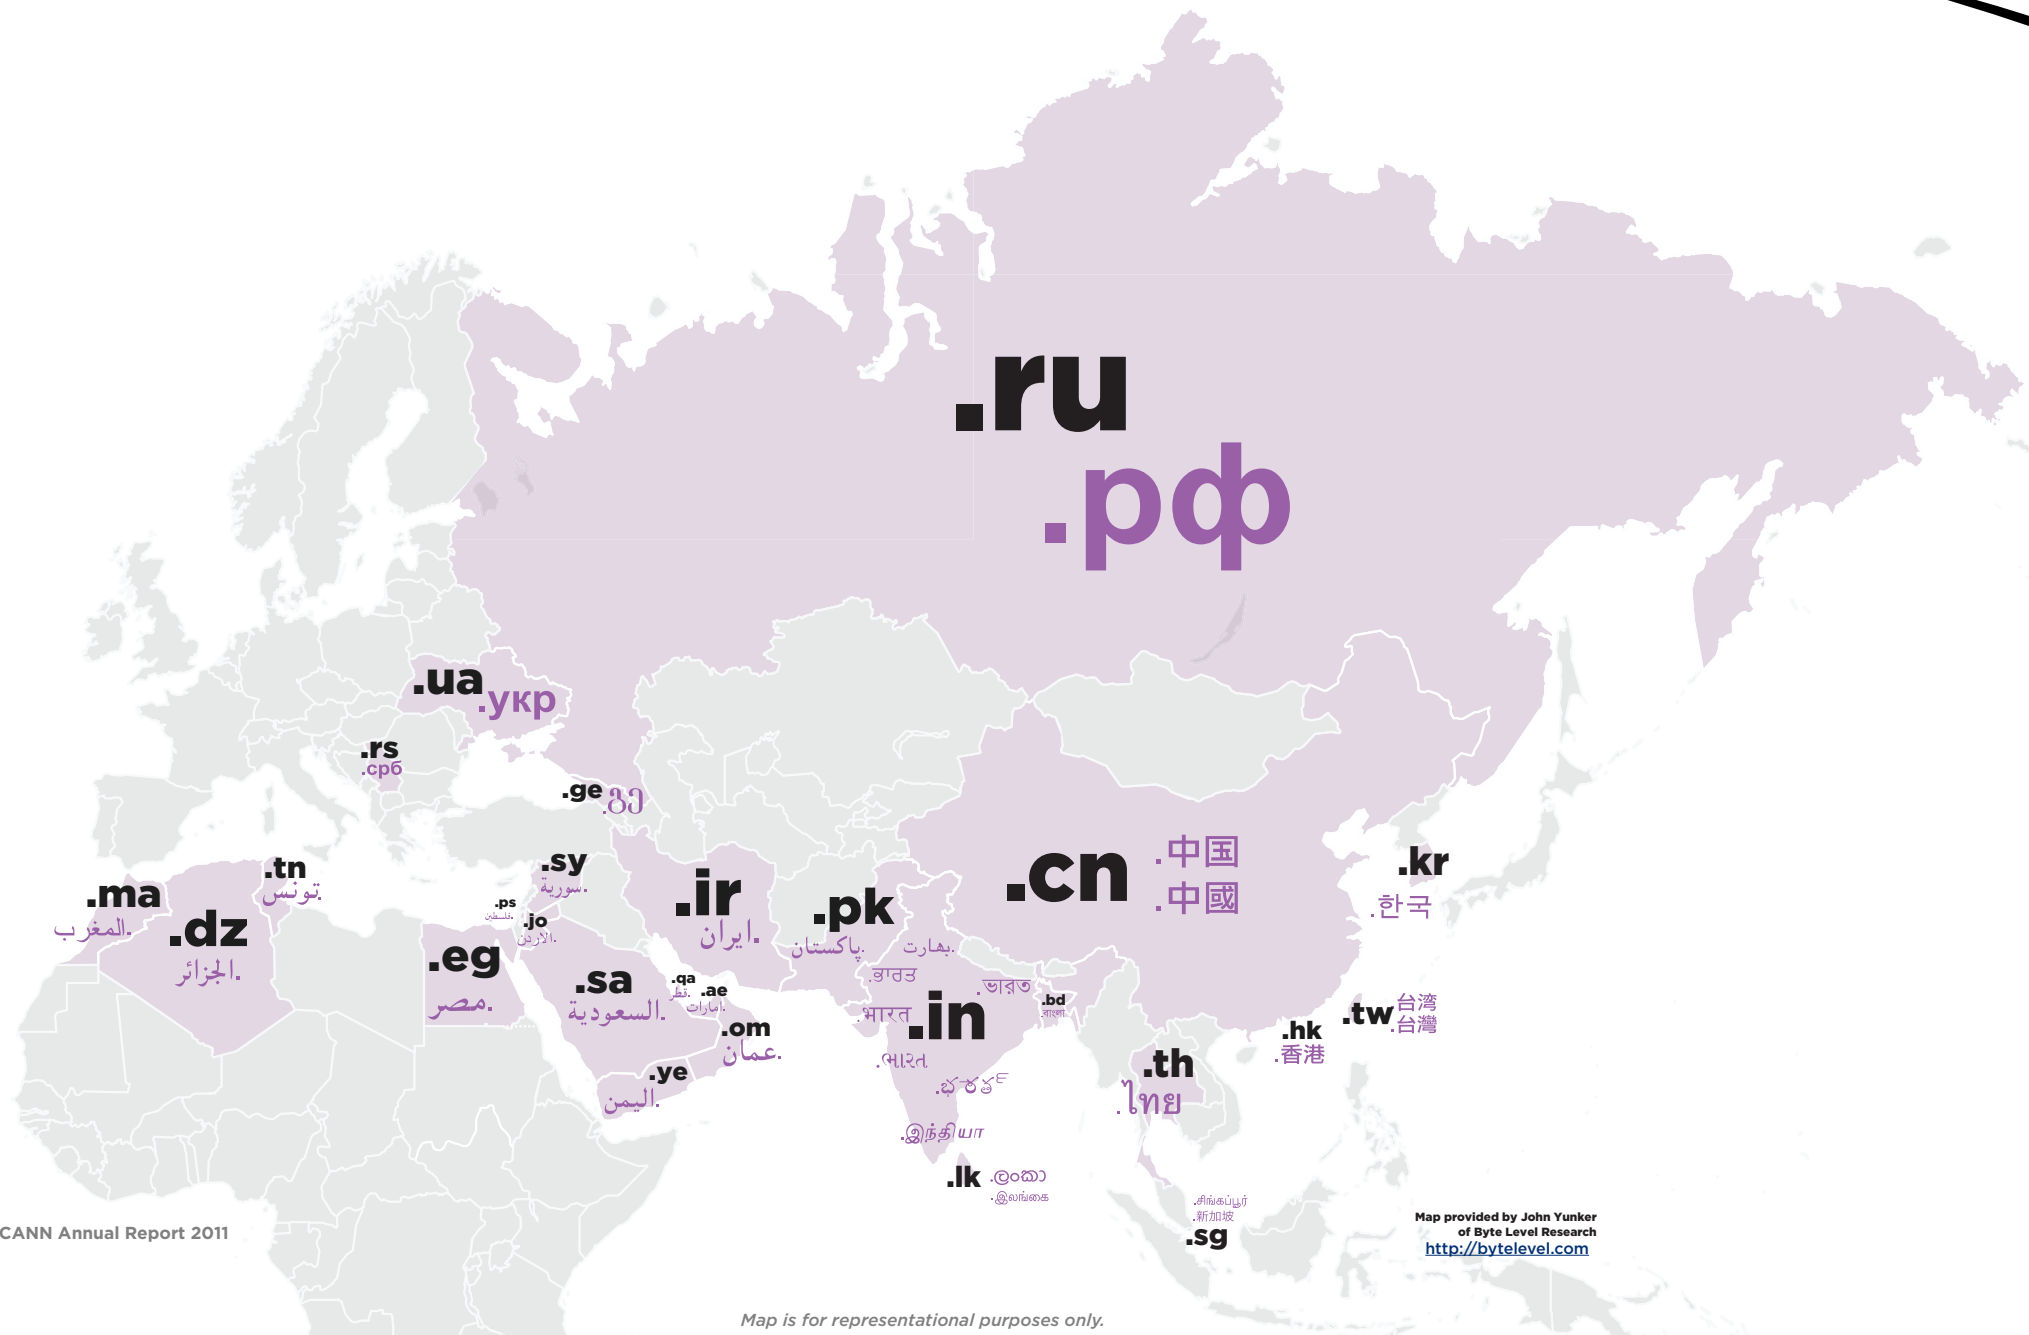 .ru
.рф
.ua
.укр
.rs
.срб
.ge
.გე
.cn
.中国
.中國
.kr
.한국
.tn
تونس.
.sy
سورية.
.ma
المغرب.
.dz
الجزائر.
.ps
فلسطين.
.jo
الاردن.
.ir
ایران.
.pk
پاکستان.
بھارت.
.ਭਾਰਤ
.ভারত
.भारत
.in
.ભારત
.భారత్
.இந்தியா
.eg
مصر.
.sa
السعودية.
.qa
قطر.
.ae
امارات.
.om
عمان.
.ye
اليمن.
.bd
.বাংলা
.tw
.台湾
.台灣
.hk
.香港
.th
.ไทย
.lk
.ලංකා
.இலங்கை
.சிங்கப்பூர்
.新加坡
.sg
CANN Annual Report 2011
Map provided by John Yunker
of Byte Level Research
http://bytelevel.com
Map is for representational purposes only.